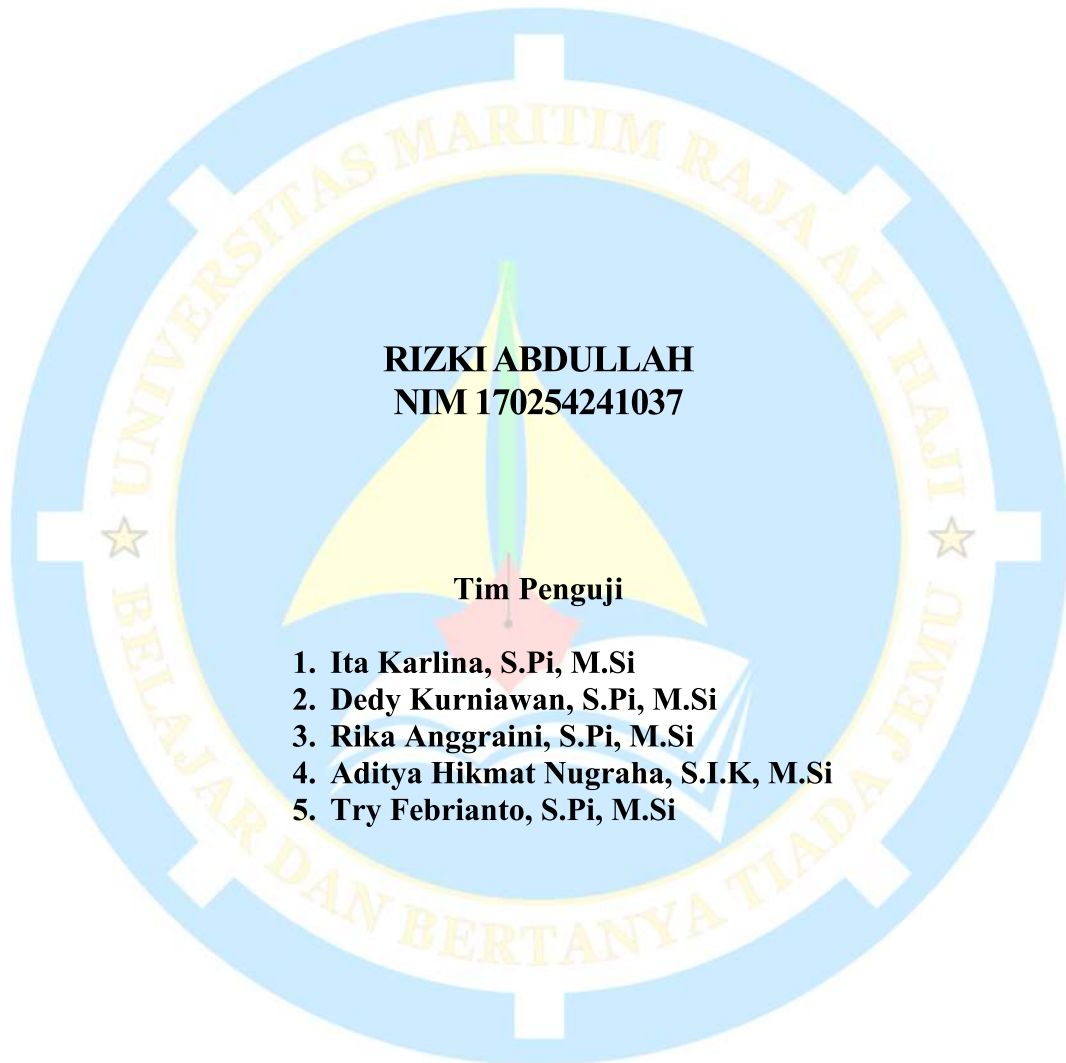 UNIVERSITAS MARITIM RAJA ALI HAJI
RIZKI ABDULLAH
NIM 170254241037
Tim Penguji
1. Ita Karlina, S.Pi, M.Si
2. Dedy Kurniawan, S.Pi, M.Si
3. Rika Anggraini, S.Pi, M.Si
4. Aditya Hikmat Nugraha, S.I.K, M.Si
5. Try Febrianto, S.Pi, M.Si
BELAJAR DAN BERTANYA TIADA JEMU